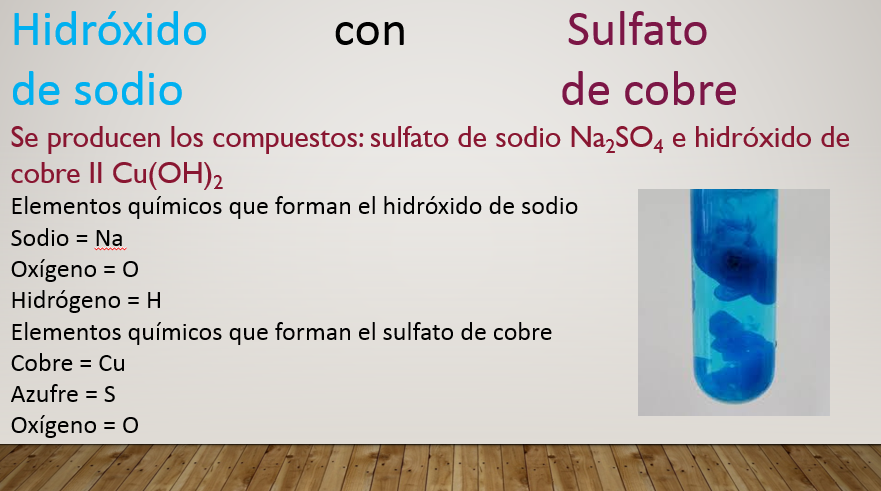 Hidróxido con Sulfato
de sodio de cobre
Se producen los compuestos: sulfato de sodio Na₂SO₄ e hidróxido de
cobre II Cu(OH)₂
Elementos químicos que forman el hidróxido de sodio
Sodio = Na
Oxígeno = O
Hidrógeno = H
Elementos químicos que forman el sulfato de cobre
Cobre = Cu
Azufre = S
Oxígeno = O